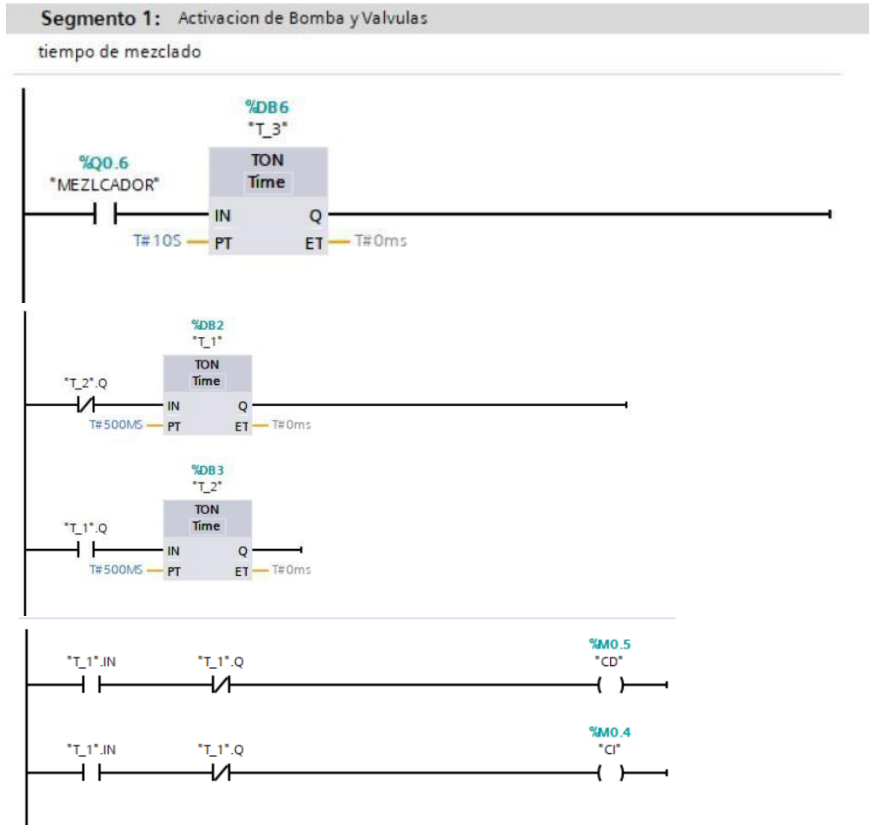 Segmento 1: Activacion de Bomba y Valvulas
tiempo de mezclado
%DB6
"T_3"
%Q0.6
"MEZLCADOR"
TON
Time
IN Q
T#10S PT ET T#0ms
%DB2
"T_1"
TON
Time
"T_2".Q
IN Q
T#500MS PT ET T#0ms
%DB3
"T_2"
TON
Time
"T_1".Q
IN Q
T#500MS PT ET T#0ms
%M0.5
"T_1".IN "T_1".Q "CD"
%M0.4
"T_1".IN "T_1".Q "CI"